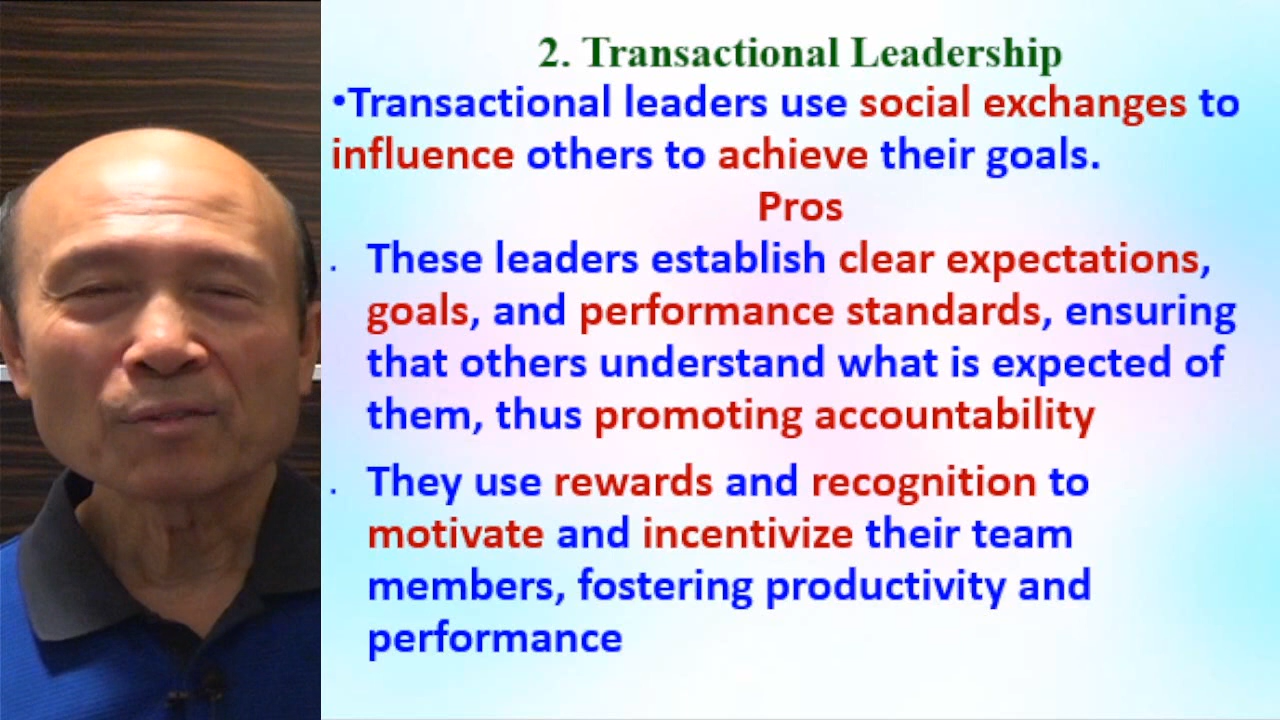 2. Transactional Leadership
•Transactional leaders use social exchanges to
influence others to achieve their goals.
Pros
. These leaders establish clear expectations,
goals, and performance standards, ensuring
that others understand what is expected of
them, thus promoting accountability
. They use rewards and recognition to
motivate and incentivize their team
members, fostering productivity and
performance